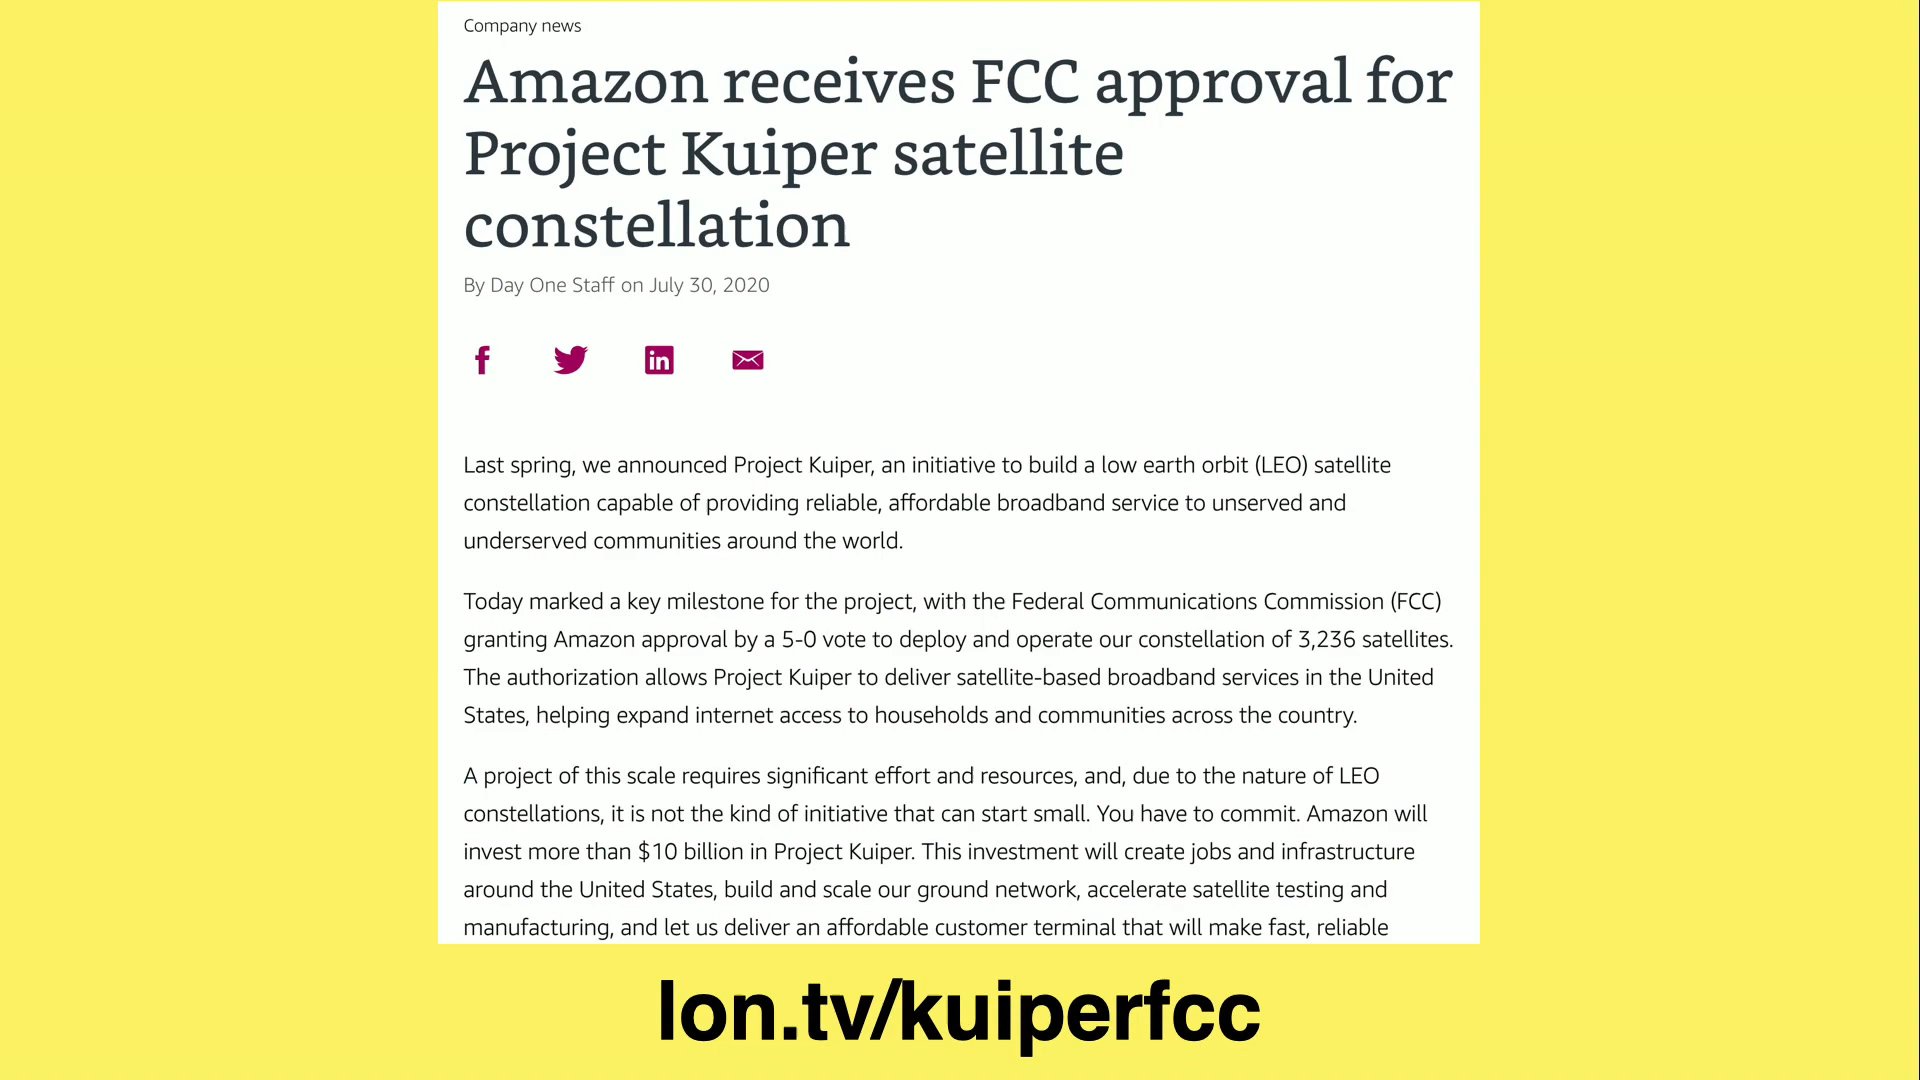 Company news
Amazon receives FCC approval for
Project Kuiper satellite
constellation
By Day One Staff on July 30, 2020
Last spring, we announced Project Kuiper, an initiative to build a low earth orbit (LEO) satellite
constellation capable of providing reliable, affordable broadband service to unserved and
underserved communities around the world.
Today marked a key milestone for the project, with the Federal Communications Commission (FCC)
granting Amazon approval by a 5-0 vote to deploy and operate our constellation of 3,236 satellites.
The authorization allows Project Kuiper to deliver satellite-based broadband services in the United
States, helping expand internet access to households and communities across the country.
A project of this scale requires significant effort and resources, and, due to the nature of LEO
constellations, it is not the kind of initiative that can start small. You have to commit. Amazon will
invest more than $10 billion in Project Kuiper. This investment will create jobs and infrastructure
around the United States, build and scale our ground network, accelerate satellite testing and
manufacturing, and let us deliver an affordable customer terminal that will make fast, reliable
lon.tv/kuiperfcc